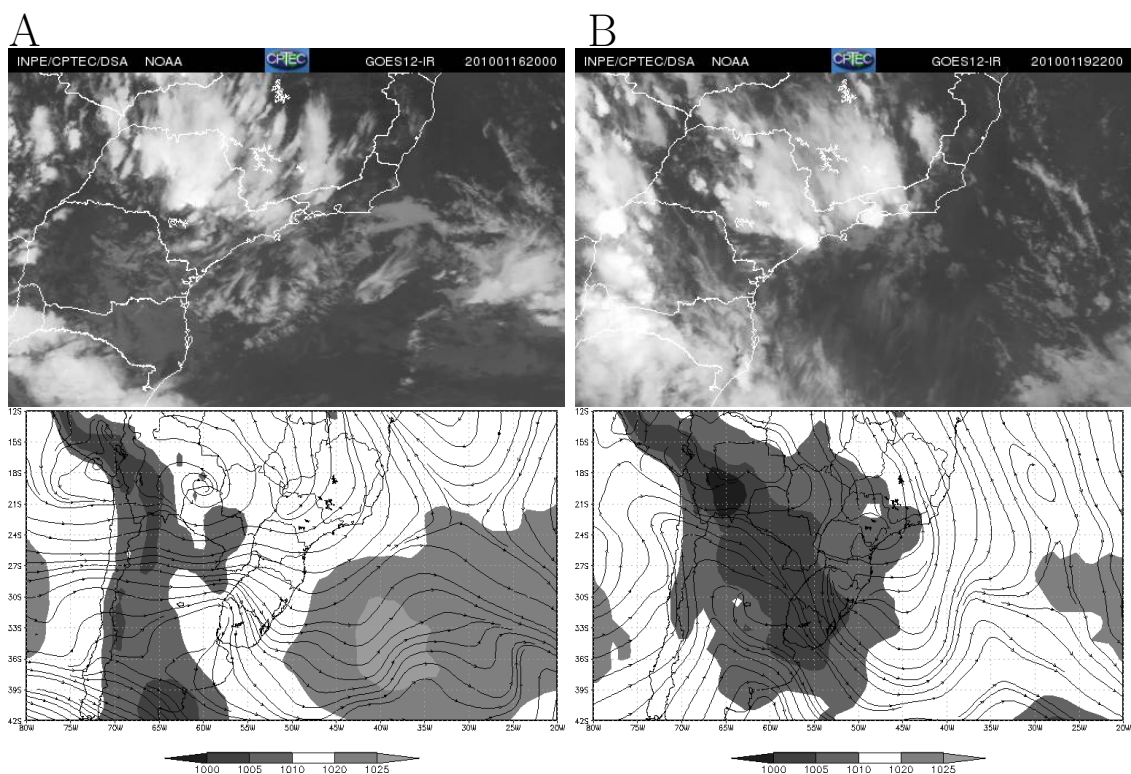 A
B
INPE/CPTEC/DSA NOAA CPTEC GOES12-IR 201001162000
INPE/CPTEC/DSA NOAA CPTEC GOES12-IR 201001192200
12S
15S
18S
21S
24S
27S
30S
33S
36S
39S
42S
80W 75W 70W 65W 60W 55W 50W 45W 40W 35W 30W 25W 20W
1000 1005 1010 1020 1025
12S
15S
18S
21S
24S
27S
30S
33S
36S
39S
42S
80W 75W 70W 65W 60W 55W 50W 45W 40W 35W 30W 25W 20W
1000 1005 1010 1020 1025